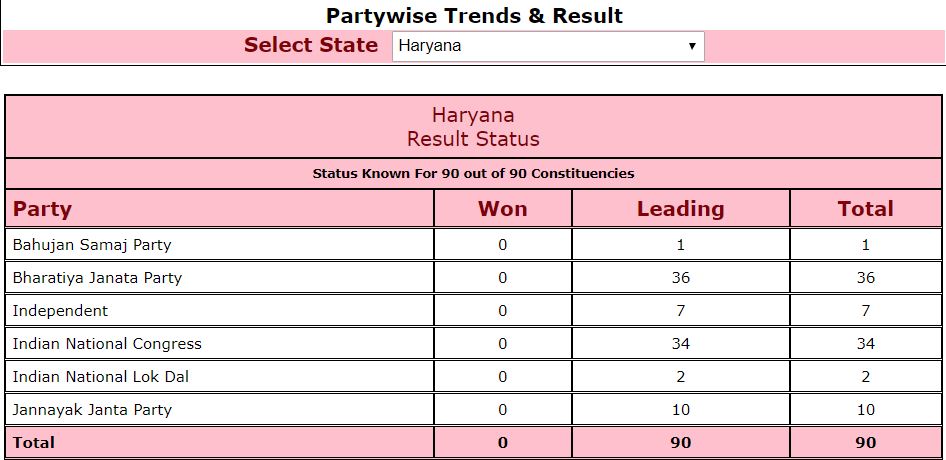 Partywise Trends & Result
Select State Haryana
Haryana
Result Status
Status Known For 90 out of 90 Constituencies
Party Won Leading Total
Bahujan Samaj Party 0 1 1
Bharatiya Janata Party 0 36 36
Independent 0 7 7
Indian National Congress 0 34 34
Indian National Lok Dal 0 2 2
Jannayak Janta Party 0 10 10
Total 0 90 90